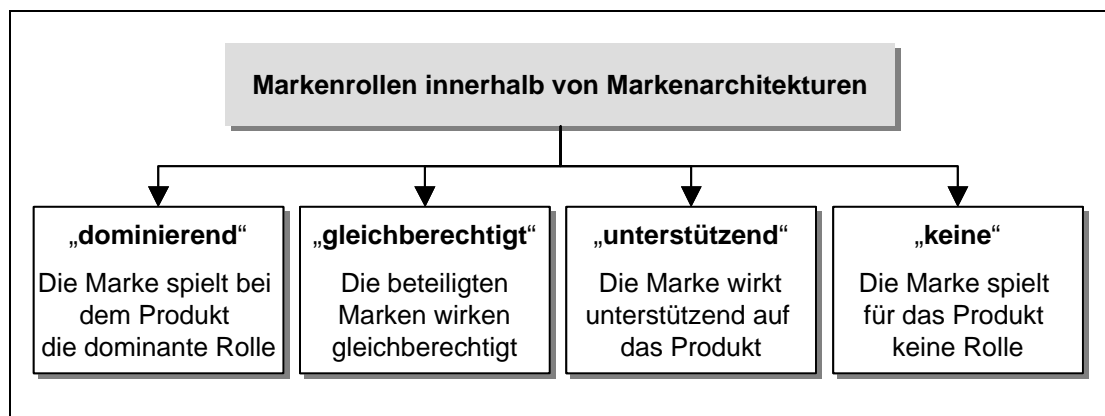 Markenrollen innerhalb von Markenarchitekturen
„dominierend“
Die Marke spielt bei
dem Produkt
die dominante Rolle
„gleichberechtigt“
Die beteiligten
Marken wirken
gleichberechtigt
„unterstützend“
Die Marke wirkt
unterstützend auf
das Produkt
„keine“
Die Marke spielt
für das Produkt
keine Rolle